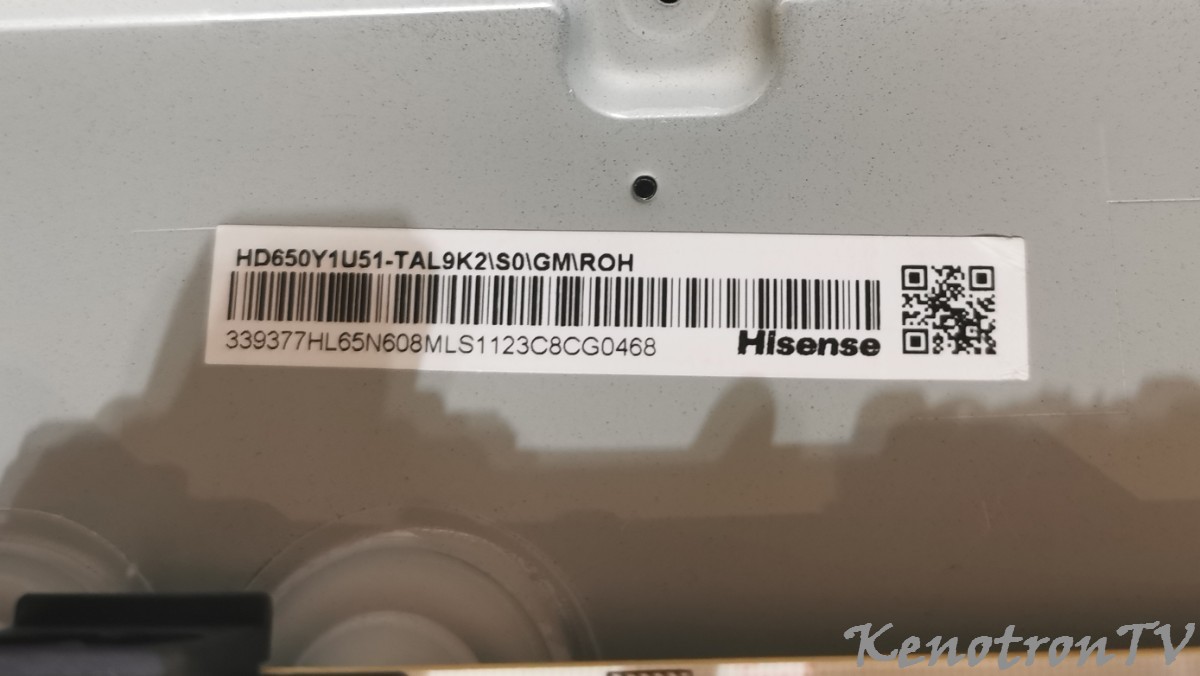 HD650Y1U51-TAL9K2\S0\GM\ROH
339377HL65N608MLS1123C8CG0468
Hisense
KenotronTV